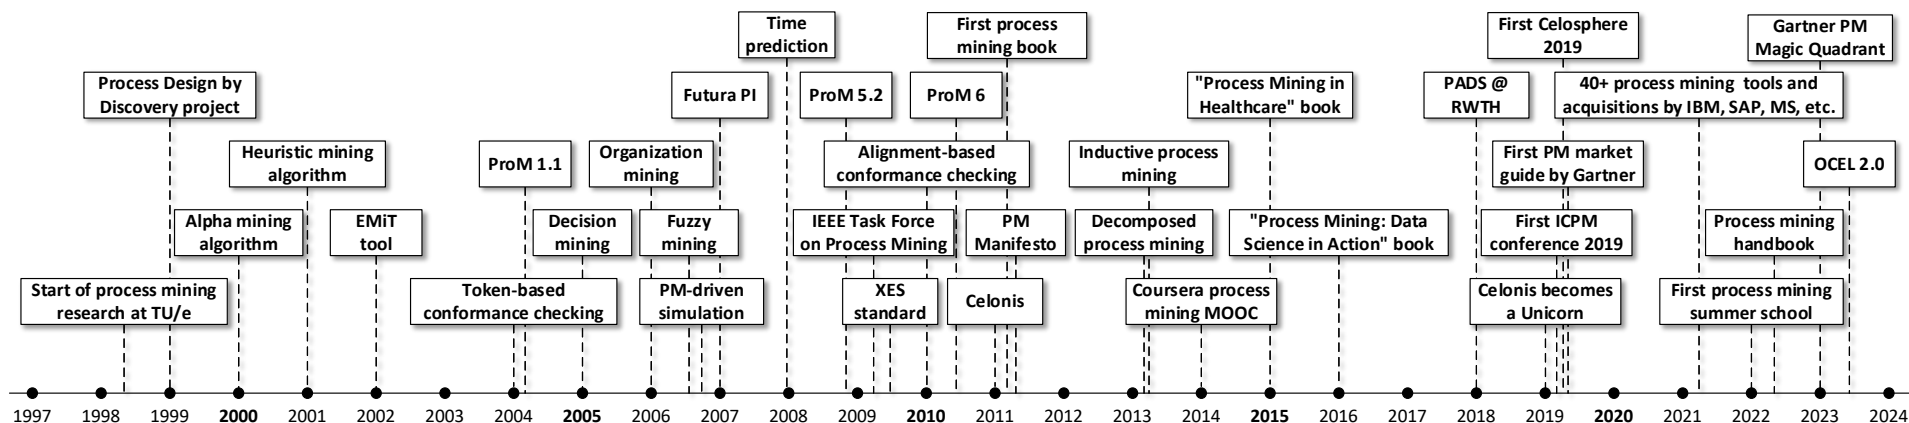 Time
prediction
First process
mining book
First Celosphere
2019
Gartner PM
Magic Quadrant
Process Design by
Discovery project
Futura PI
ProM 5.2
ProM 6
"Process Mining in
Healthcare" book
PADS @
RWTH
40+ process mining tools and
acquisitions by IBM, SAP, MS, etc.
Heuristic mining
algorithm
ProM 1.1
Organization
mining
Alignment-based
conformance checking
Inductive process
mining
First PM market
guide by Gartner
OCEL 2.0
Alpha mining
algorithm
EMiT
tool
Decision
mining
Fuzzy
mining
IEEE Task Force
on Process Mining
PM
Manifesto
Decomposed
process mining
"Process Mining: Data
Science in Action" book
First ICPM
conference 2019
Process mining
handbook
Start of process mining
research at TU/e
Token-based
conformance checking
PM-driven
simulation
XES
standard
Celonis
Coursera process
mining MOOC
Celonis becomes
a Unicorn
First process mining
summer school
1997 1998 1999 2000 2001 2002 2003 2004 2005 2006 2007 2008 2009 2010 2011 2012 2013 2014 2015 2016 2017 2018 2019 2020 2021 2022 2023 2024